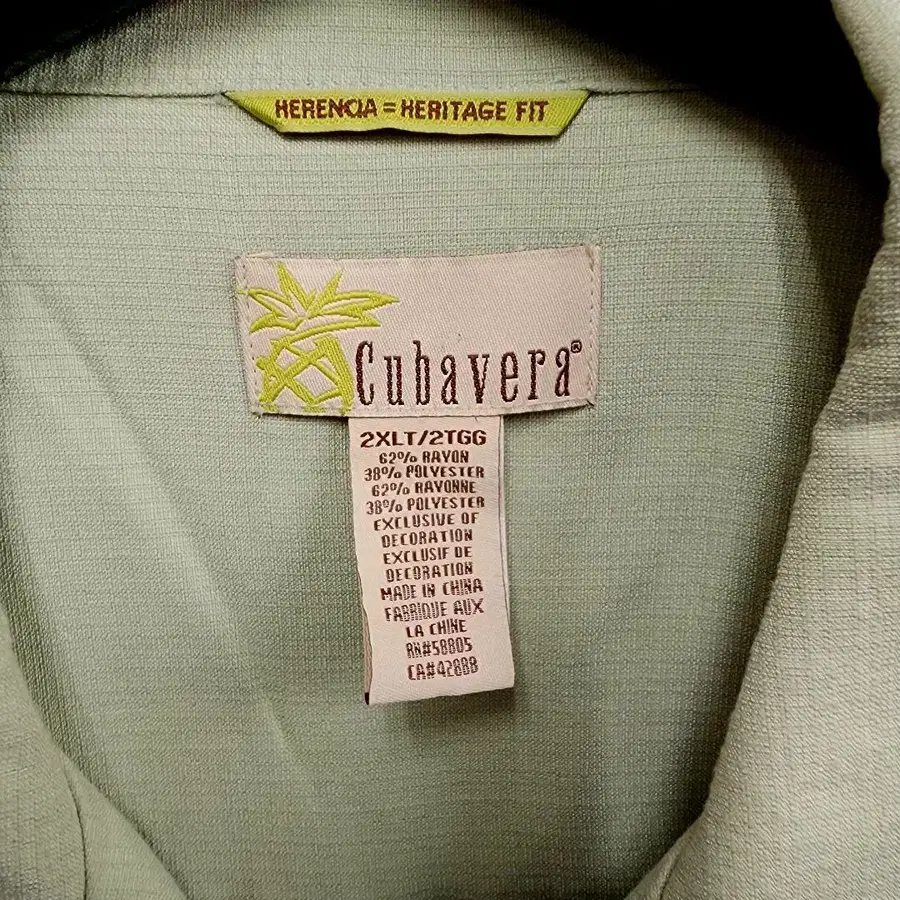 HERENCIA = HERITAGE FIT
Cubavera®
2XLT/2TGG
62% RAYON
38% POLYESTER
62% RAYONNE
38% POLYESTER
EXCLUSIVE OF
DECORATION
EXCLUSIF DE
DECORATION
MADE IN CHINA
FABRIQUE AUX
LA CHINE
RN#58805
CA#42888